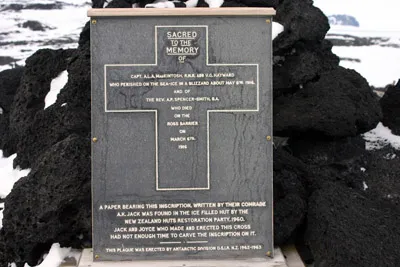 SACRED
TO THE
MEMORY
OF
CAPT. A.L.A. MACKINTOSH, R.N.R. AND V.G. HAYWARD
WHO PERISHED ON THE SEA-ICE ABOUT MAY 8TH. 1916.
AND OF
THE REV. A.P. SPENCER-SMITH, B.A.
WHO DIED
ON THE
ROSS BARRIER
ON
MARCH 9TH.
1916
A PAPER BEARING THIS INSCRIPTION, WRITTEN BY THEIR COMRADE
A.K. JACK WAS FOUND IN THE ICE FILLED HUT BY THE
NEW ZEALAND HUTS RESTORATION PARTY, 1960.
JACK AND JOYCE WHO MADE AND ERECTED THIS CROSS
HAD NOT ENOUGH TIME TO CARVE THE INSCRIPTION ON IT.
THIS PLAQUE WAS ERECTED BY ANTARCTIC DIVISION D.S.I.R. N.Z. 1962-1963